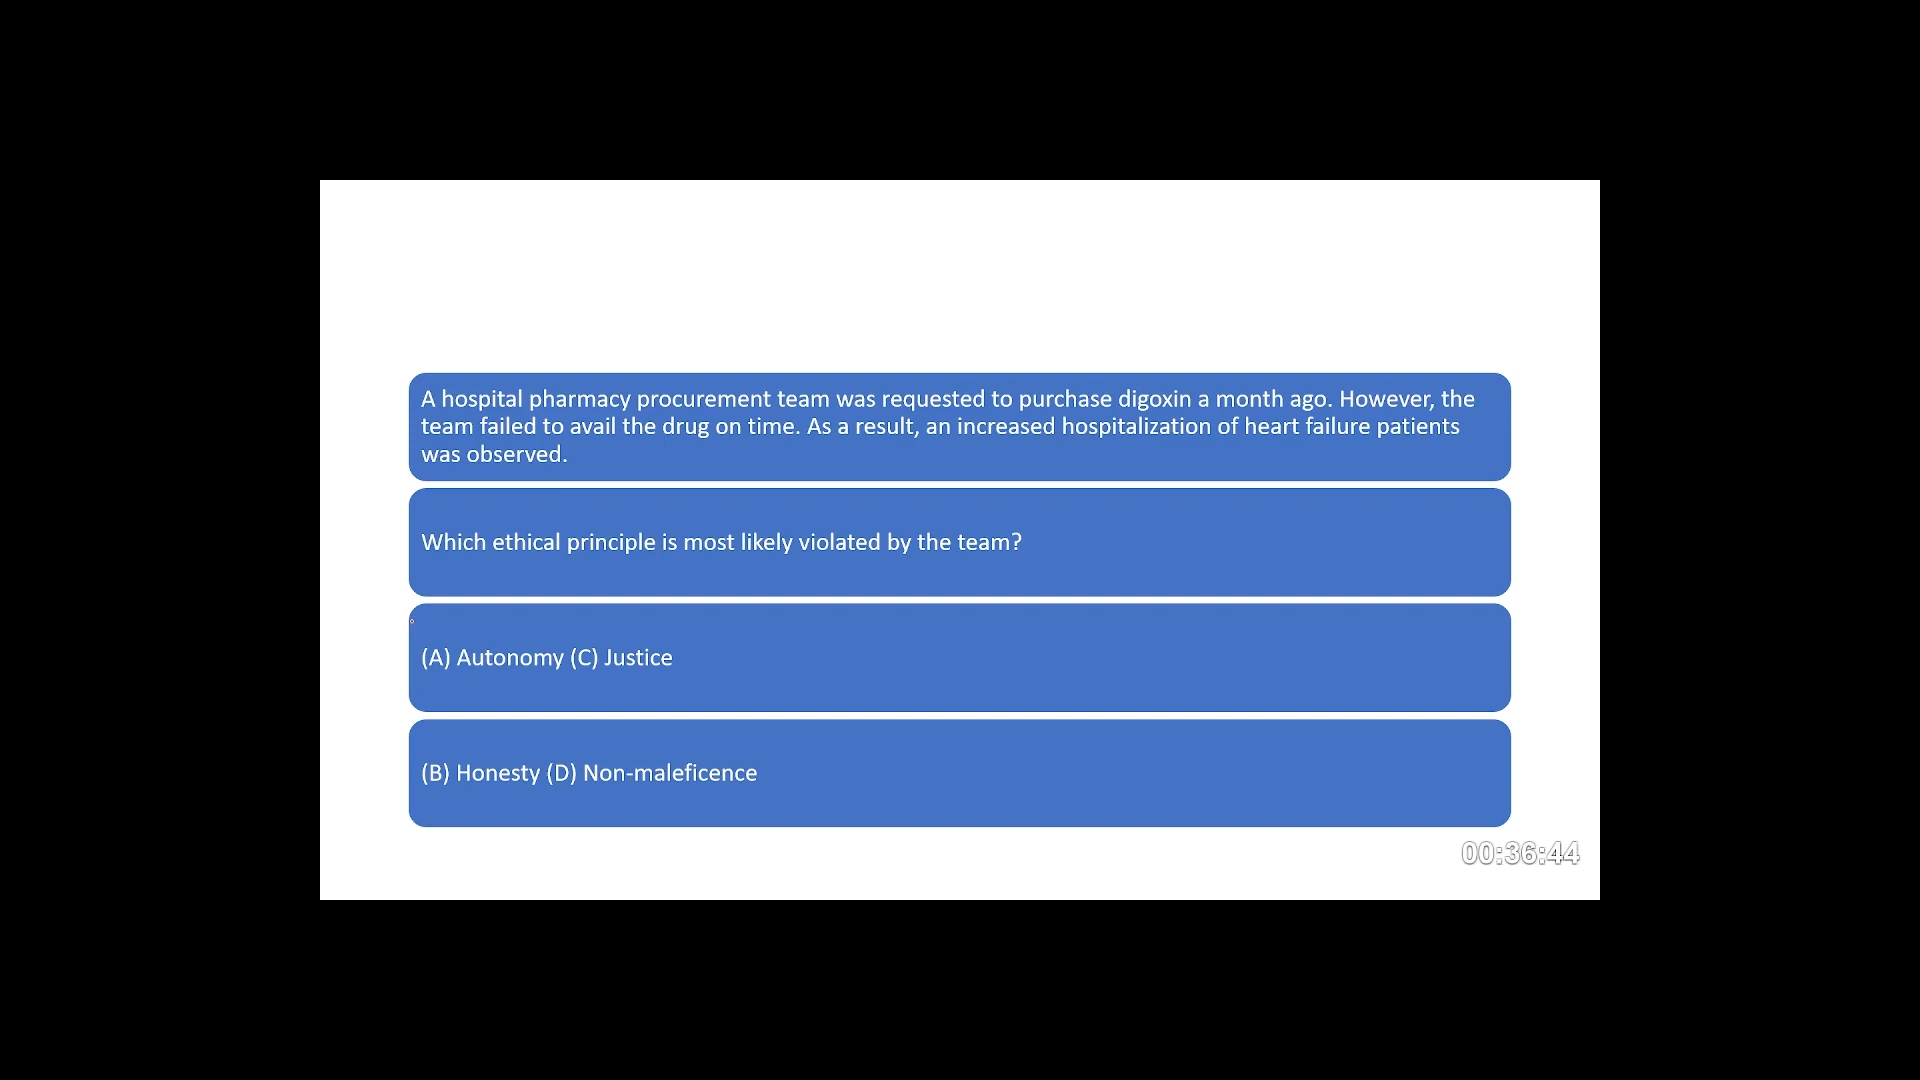 A hospital pharmacy procurement team was requested to purchase digoxin a month ago. However, the
team failed to avail the drug on time. As a result, an increased hospitalization of heart failure patients
was observed.
Which ethical principle is most likely violated by the team?
(A) Autonomy (C) Justice
(B) Honesty (D) Non-maleficence
00:36:44